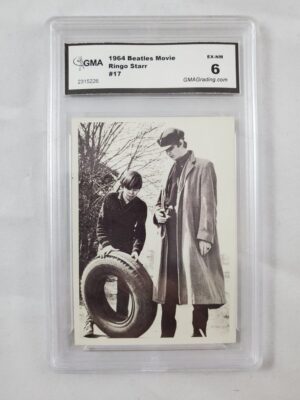 GMA
1964 Beatles Movie
Ringo Starr
#17
2315226
EX-NM
6
GMAGrading.com